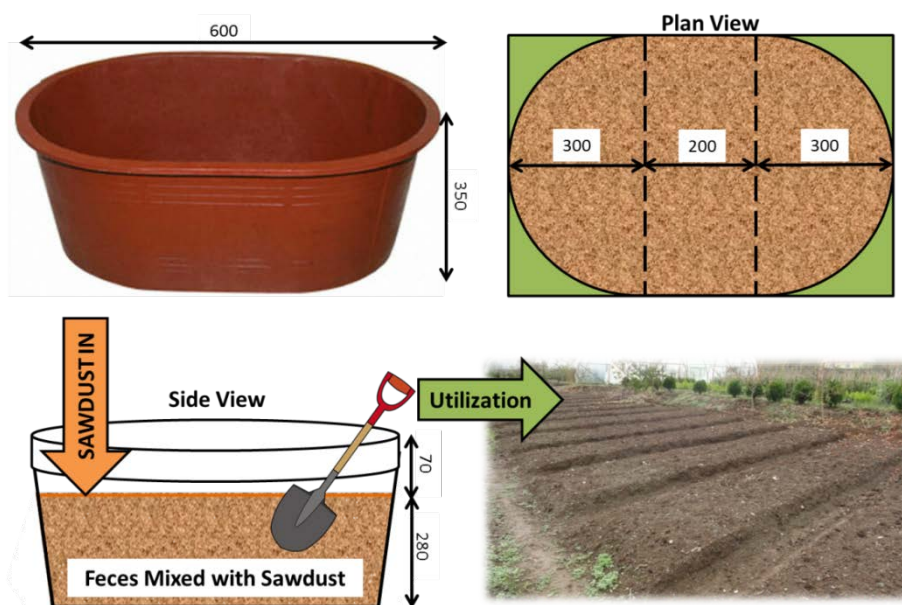 600
350
Plan View
300
200
300
SAWDUST IN
Side View
70
280
Feces Mixed with Sawdust
Utilization